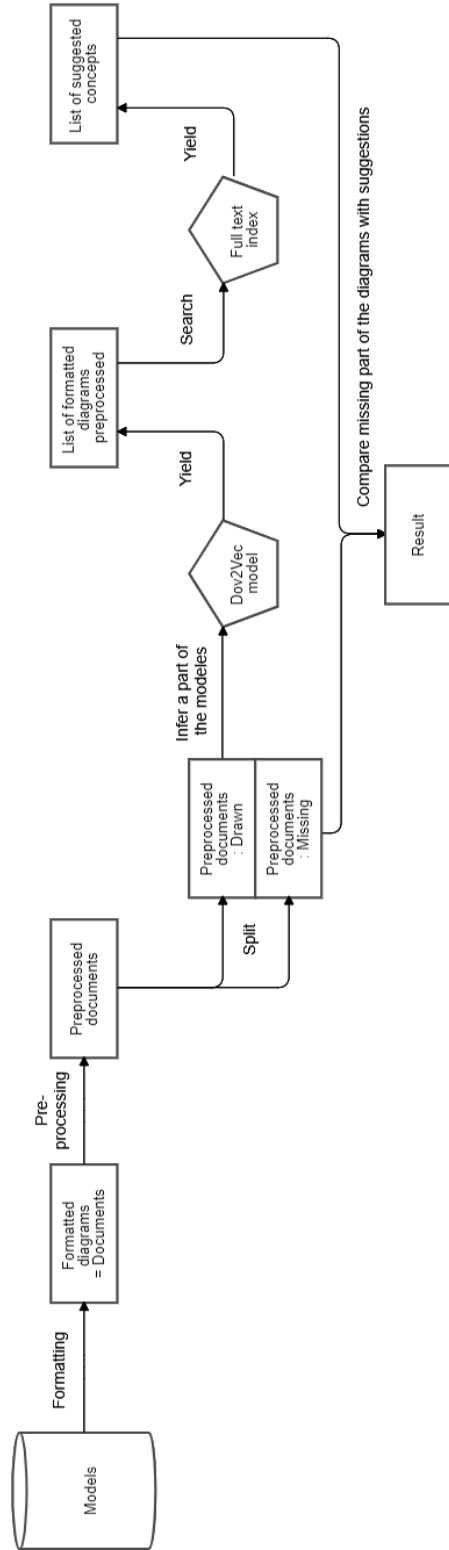 Models
Formatting
Formatted
diagrams
= Documents
Pre-
processing
Preprocessed
documents
Split
Preprocessed
documents
: Drawn
Preprocessed
documents
: Missing
Infer a part of
the modeles
Dov2Vec
model
Yield
List of formatted
diagrams
preprocessed
Search
Full text
index
Yield
List of suggested
concepts
Compare missing part of the diagrams with suggestions
Result